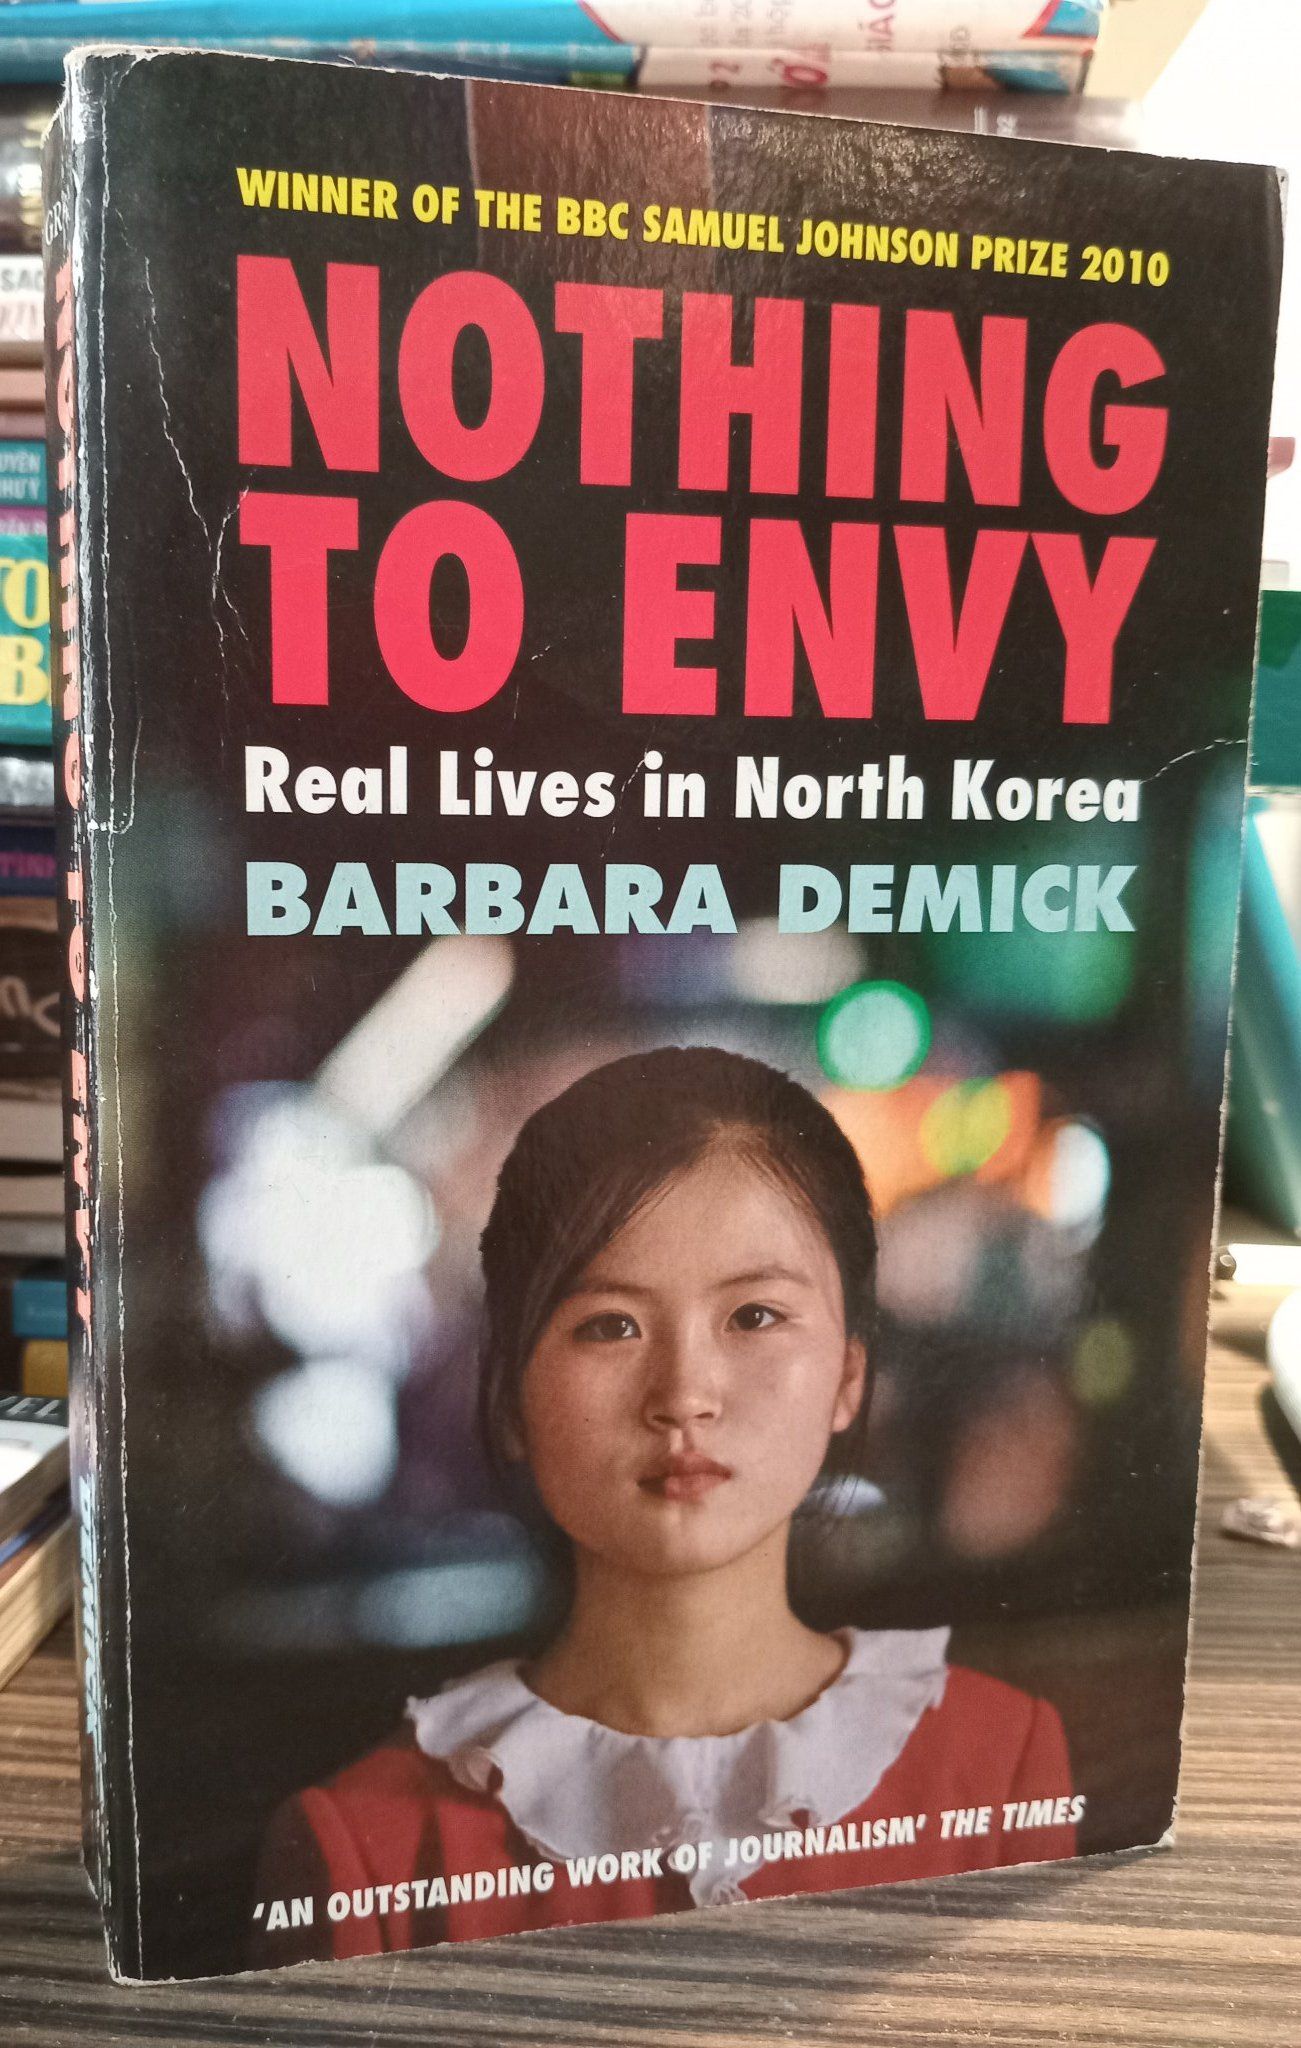 WINNER OF THE BBC SAMUEL JOHNSON PRIZE 2010
NOTHING
TO ENVY
Real Lives in North Korea
BARBARA DEMICK
'AN OUTSTANDING WORK OF JOURNALISM' THE TIMES
NOTHING TO ENVY